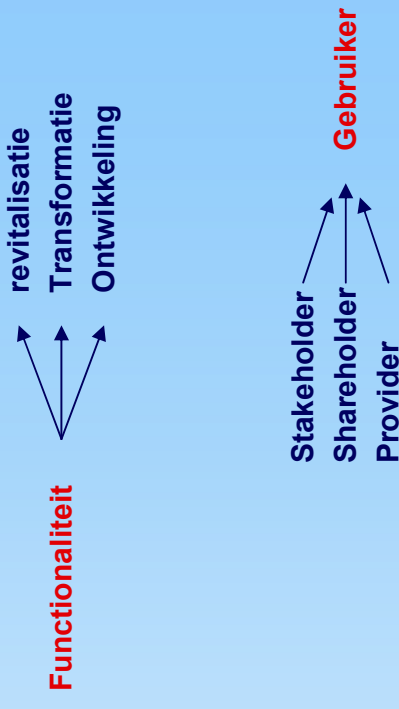 Functionaliteit
revitalisatie
Transformatie
Ontwikkeling
Stakeholder
Shareholder
Provider
Gebruiker